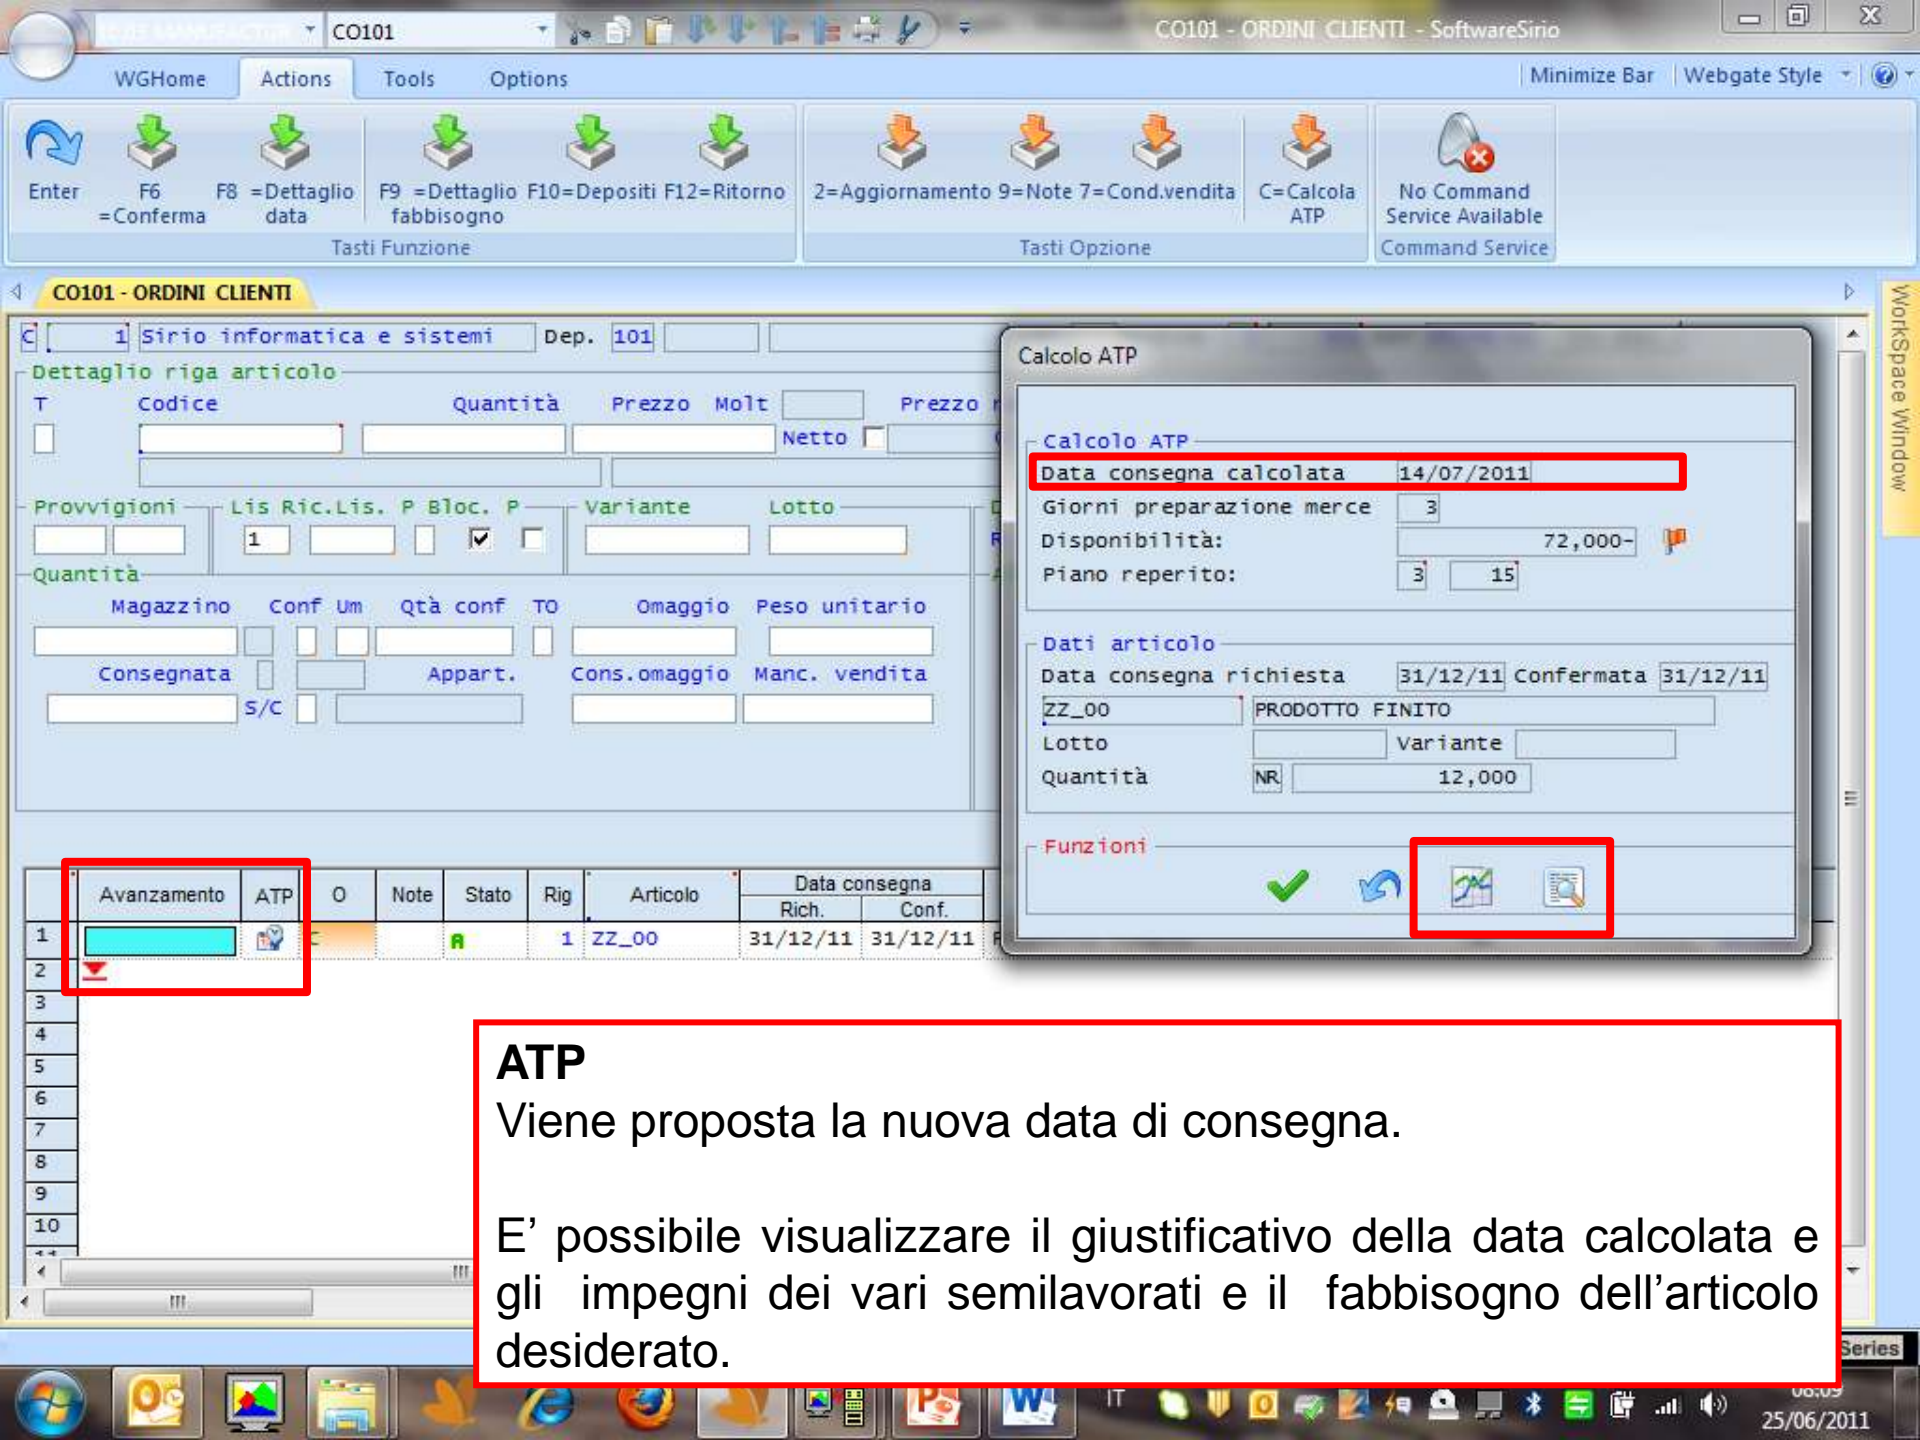 CO101
CO101 - ORDINI CLIENTI - SoftwareSirio
WGHome Actions Tools Options Minimize Bar Webgate Style
Enter
F6 =Conferma
F8 =Dettaglio data
F9 =Dettaglio fabbisogno
F10=Depositi
F12=Ritorno
2=Aggiornamento
9=Note
7=Cond.vendita
C=Calcola ATP
No Command Service Available
Tasti Funzione
Tasti Opzione
Command Service
CO101 - ORDINI CLIENTI
WorkSpace Window
C 1 Sirio informatica e sistemi Dep. 101
Dettaglio riga articolo
T Codice Quantità Prezzo Molt Prezzo
Netto
Provvigioni Lis Ric.Lis. P Bloc. P Variante Lotto
1
Quantità
Magazzino Conf Um Qtà conf TO Omaggio Peso unitario
Consegnata Appart. Cons.omaggio Manc. vendita
S/C
Calcolo ATP
Calcolo ATP
Data consegna calcolata 14/07/2011
Giorni preparazione merce 3
Disponibilità: 72,000-
Piano reperito: 3 15
Dati articolo
Data consegna richiesta 31/12/11 Confermata 31/12/11
ZZ_00 PRODOTTO FINITO
Lotto Variante
Quantità NR 12,000
Funzioni
Avanzamento ATP O Note Stato Rig Articolo Data consegna
Rich. Conf.
1 C A 1 ZZ_00 31/12/11 31/12/11
2
3
4
5
6
7
8
9
10
11
ATP
Viene proposta la nuova data di consegna.
E’ possibile visualizzare il giustificativo della data calcolata e
gli impegni dei vari semilavorati e il fabbisogno dell’articolo
desiderato.
Series
IT
25/06/2011